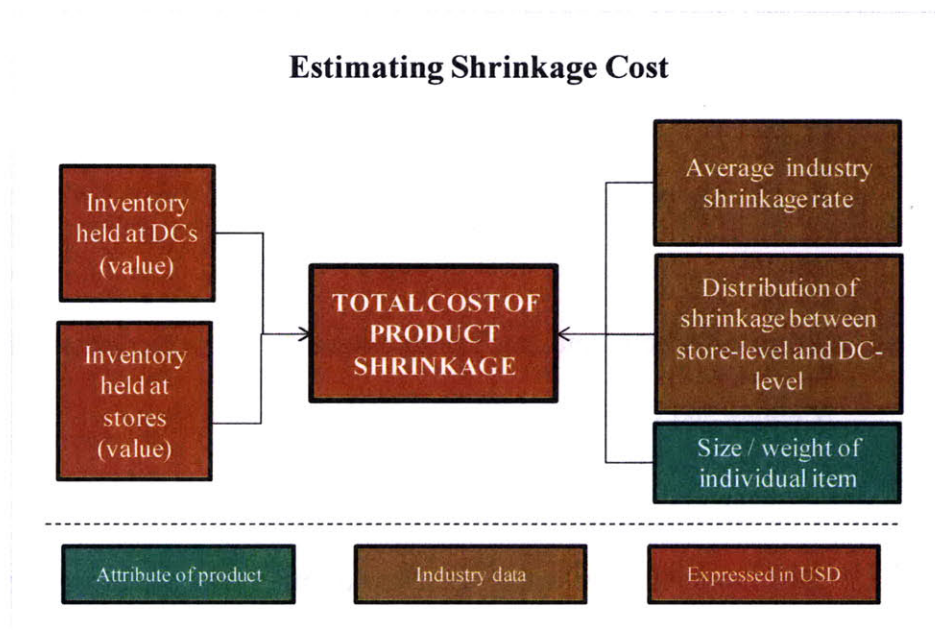 Estimating Shrinkage Cost
Inventory
held at DCs
(value)
Inventory
held at
stores
(value)
TOTAL COST OF
PRODUCT
SHRINKAGE
Average industry
shrinkage rate
Distribution of
shrinkage between
store-level and DC-
level
Size / weight of
individual item
Attribute of product
Industry data
Expressed in USD